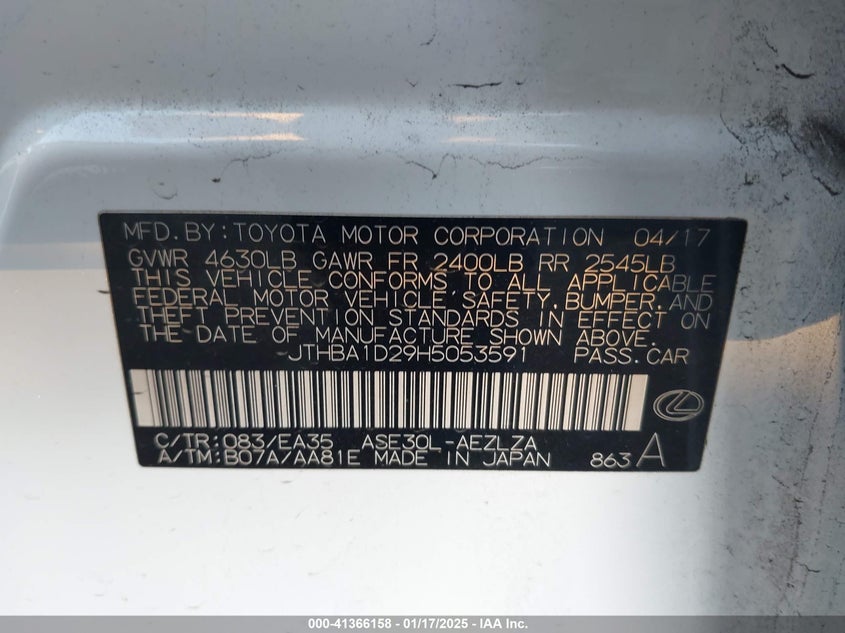 MFD. BY: TOYOTA MOTOR CORPORATION 04/17
GVWR 4630LB GAWR FR 2400LB RR 2545LB
THIS VEHICLE CONFORMS TO ALL APPLICABLE
FEDERAL MOTOR VEHICLE SAFETY, BUMPER, AND
THEFT PREVENTION STANDARDS IN EFFECT ON
THE DATE OF MANUFACTURE SHOWN ABOVE.
JTHBA1D29H5053591 PASS. CAR
C/TR: 083/EA35 ASE30L-AEZLZA
A/TM: B07A/AA81E MADE IN JAPAN 863 A
000-41366158 - 01/17/2025 - IAA Inc.